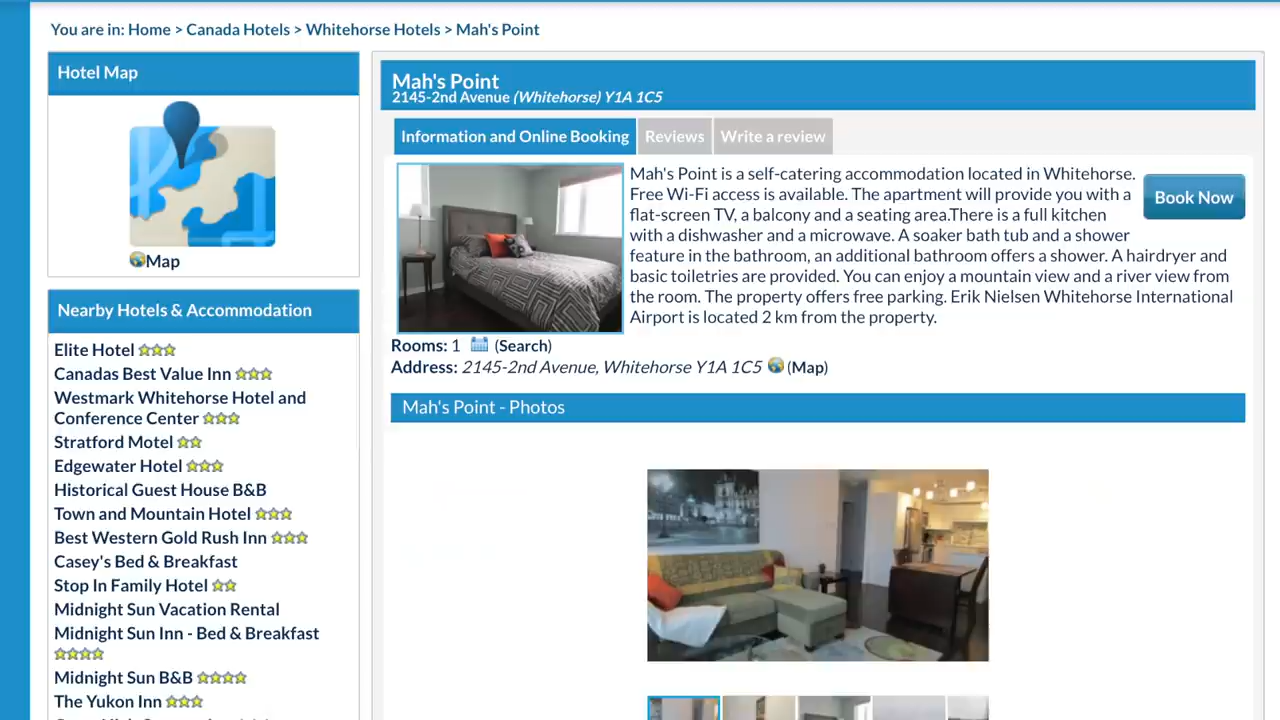 You are in: Home > Canada Hotels > Whitehorse Hotels > Mah's Point
Hotel Map
Map
Nearby Hotels & Accommodation
Elite Hotel
Canadas Best Value Inn
Westmark Whitehorse Hotel and
Conference Center
Stratford Motel
Edgewater Hotel
Historical Guest House B&B
Town and Mountain Hotel
Best Western Gold Rush Inn
Casey's Bed & Breakfast
Stop In Family Hotel
Midnight Sun Vacation Rental
Midnight Sun Inn - Bed & Breakfast
Midnight Sun B&B
The Yukon Inn
Mah's Point
2145-2nd Avenue (Whitehorse) Y1A 1C5
Information and Online Booking
Reviews
Write a review
Mah's Point is a self-catering accommodation located in Whitehorse.
Free Wi-Fi access is available. The apartment will provide you with a
flat-screen TV, a balcony and a seating area.There is a full kitchen
with a dishwasher and a microwave. A soaker bath tub and a shower
feature in the bathroom, an additional bathroom offers a shower. A hairdryer and
basic toiletries are provided. You can enjoy a mountain view and a river view from
the room. The property offers free parking. Erik Nielsen Whitehorse International
Airport is located 2 km from the property.
Book Now
Rooms: 1 (Search)
Address: 2145-2nd Avenue, Whitehorse Y1A 1C5 (Map)
Mah's Point - Photos